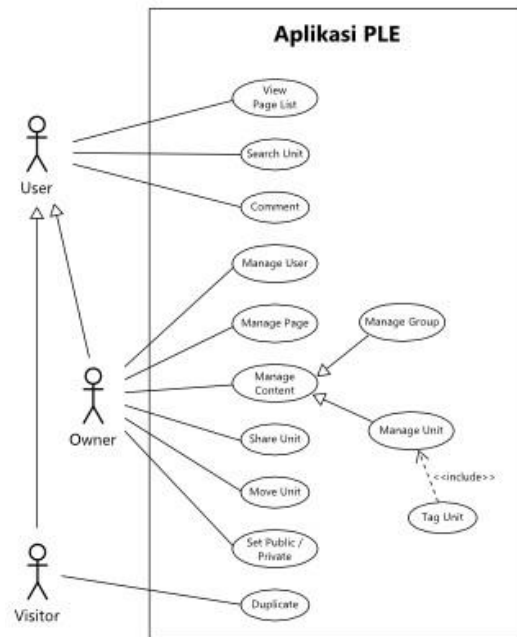 Aplikasi PLE
View
Page List
Search Unit
User
Comment
Manage User
Manage Page
Manage Group
Manage
Content
Owner
Manage Unit
Share Unit
<<include>>
Move Unit
Tag Unit
Set Public /
Private
Visitor
Duplicate